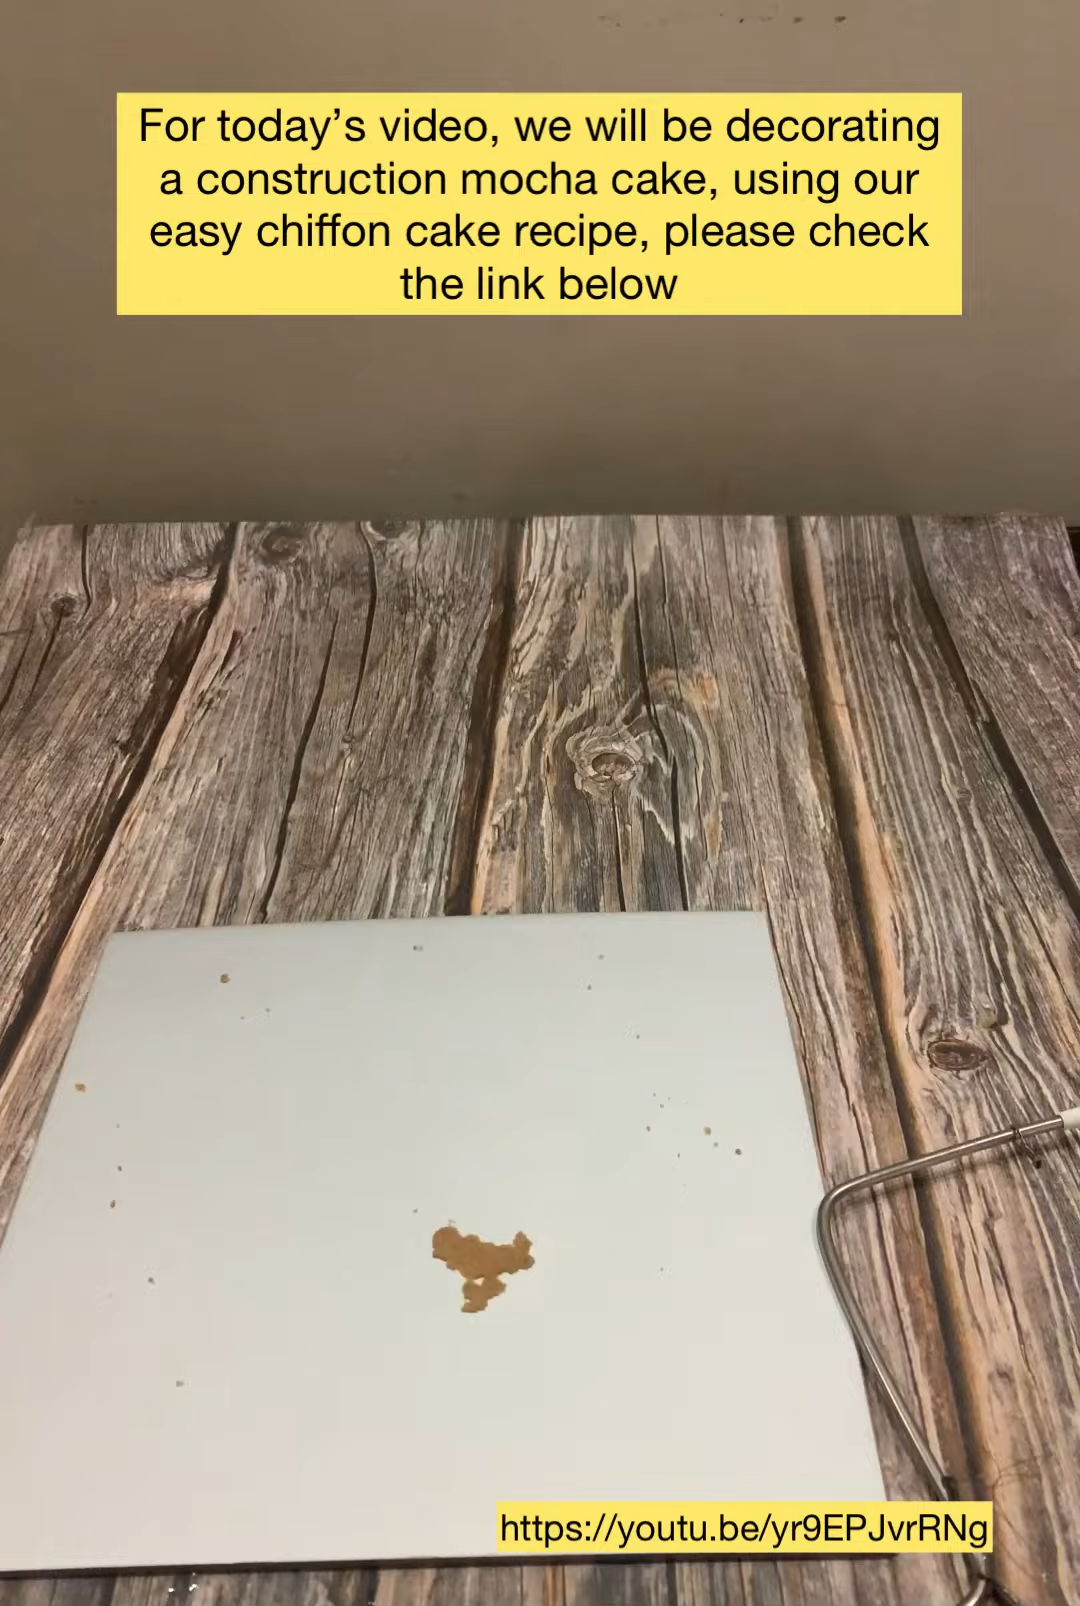 For today’s video, we will be decorating
a construction mocha cake, using our
easy chiffon cake recipe, please check
the link below
https://youtu.be/yr9EPJvrRNg